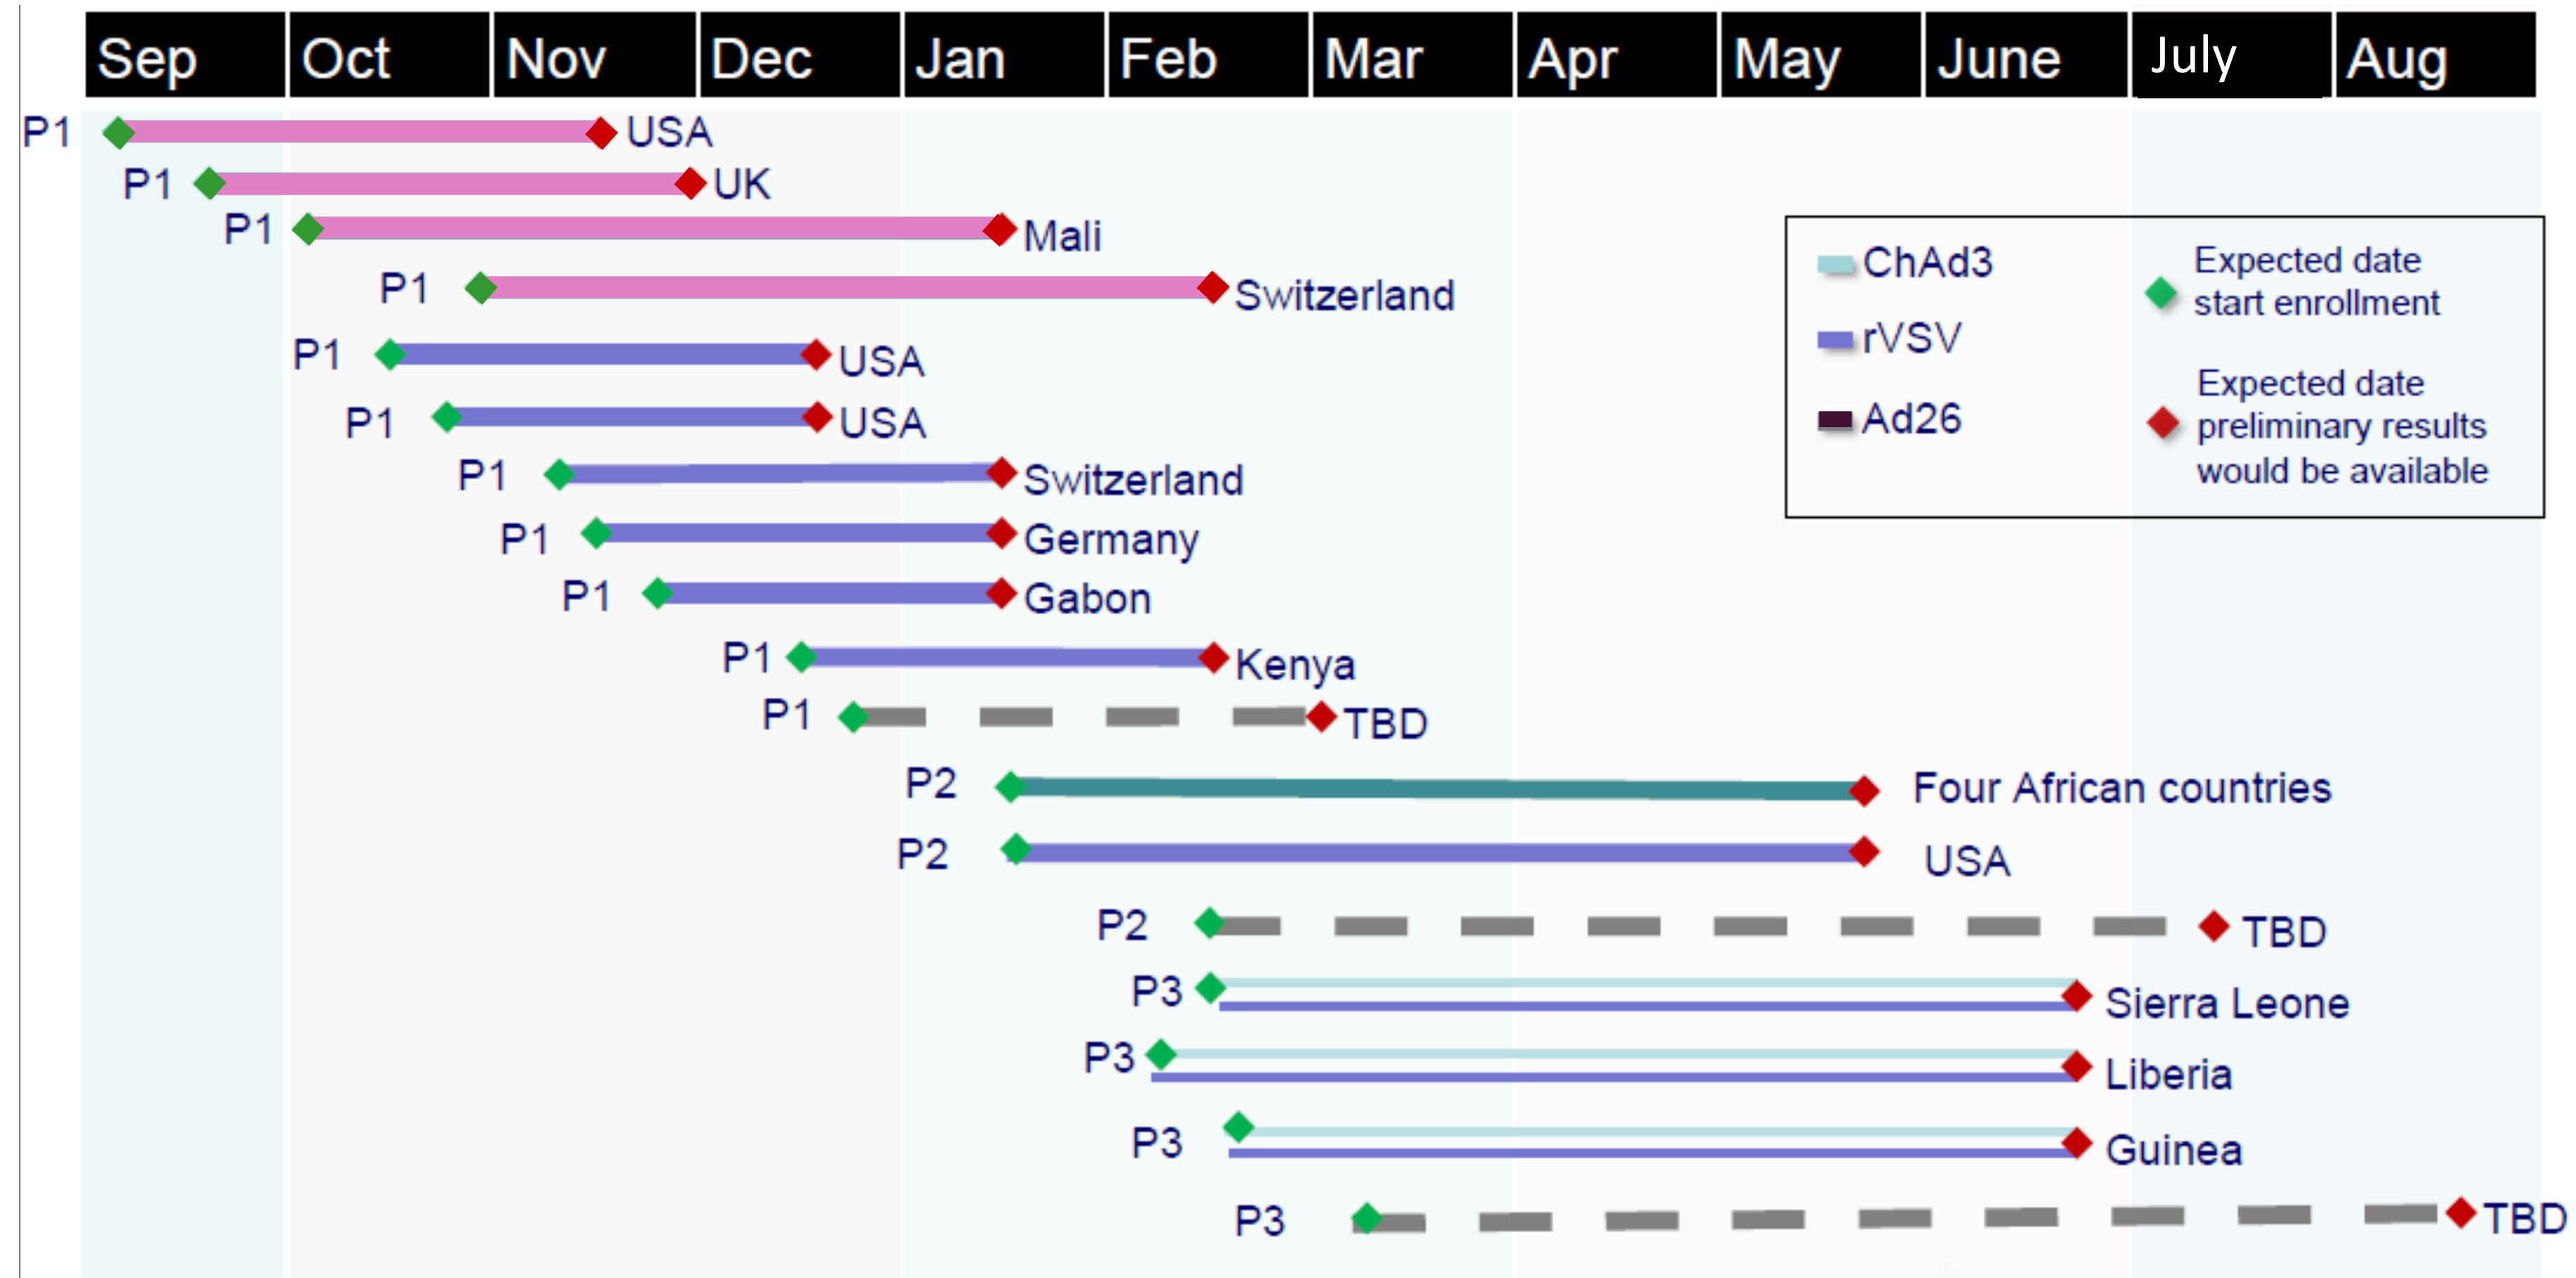 Sep Oct Nov Dec Jan Feb Mar Apr May June July Aug
P1 USA
P1 UK
P1 Mali
P1 Switzerland
P1 USA
P1 USA
P1 Switzerland
P1 Germany
P1 Gabon
P1 Kenya
P1 TBD
P2 Four African countries
P2 USA
P2 TBD
P3 Sierra Leone
P3 Liberia
P3 Guinea
P3 TBD
ChAd3
rVSV
Ad26
Expected date
start enrollment
Expected date
preliminary results
would be available